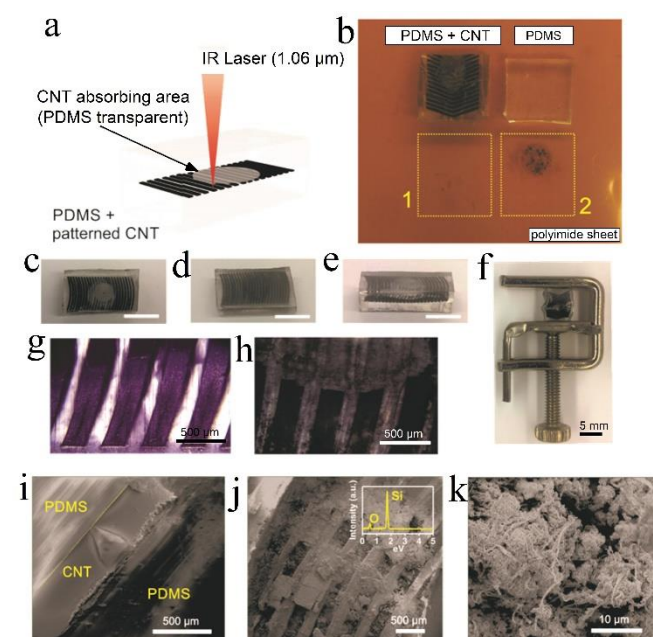 a
IR Laser (1.06 µm)
CNT absorbing area
(PDMS transparent)
PDMS +
patterned CNT
b
PDMS + CNT
PDMS
1
2
polyimide sheet
c
d
e
f
5 mm
g
500 µm
h
500 µm
i
PDMS
CNT
PDMS
500 µm
j
Intensity (a.u.)
O
Si
0 1 2 3 4 5
eV
500 µm
k
10 µm